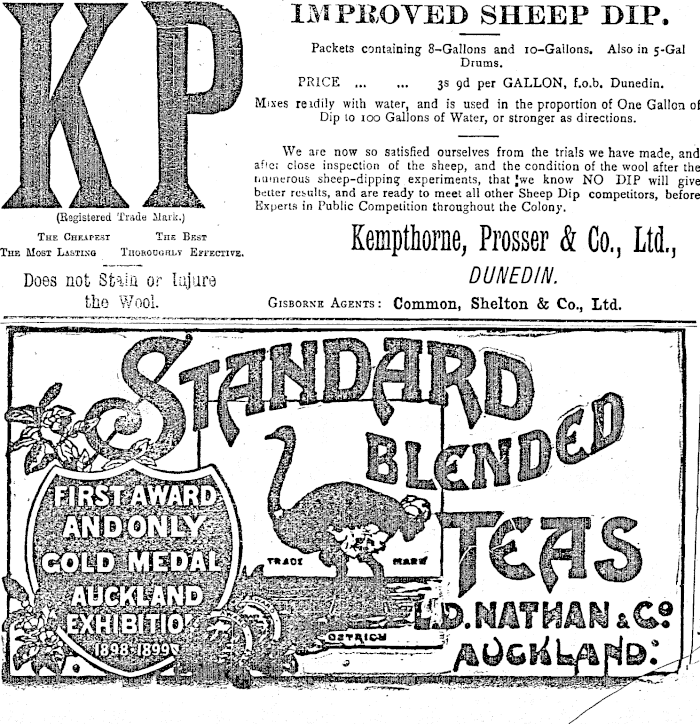 KP
(Registered Trade Mark.)
THE CHEAPEST THE BEST
THE MOST LASTING THOROUGHLY EFFECTIVE.
Does not Stain or Injure
the Wool.
IMPROVED SHEEP DIP.
Packets containing 8-Gallons and 10-Gallons. Also in 5-Gal
Drums.
PRICE ... ... 3s 9d per GALLON, f.o.b. Dunedin.
Mixes readily with water, and is used in the proportion of One Gallon of
Dip to 100 Gallons of Water, or stronger as directions.
We are now so satisfied ourselves from the trials we have made, and
after close inspection of the sheep, and the condition of the wool after the
numerous sheep-dipping experiments, that we know NO DIP will give
better results, and are ready to meet all other Sheep Dip competitors, before
Experts in Public Competition throughout the Colony.
Kempthorne, Prosser & Co., Ltd.,
DUNEDIN.
GISBORNE AGENTS: Common, Shelton & Co., Ltd.
STANDARD
BLENDED
TEAS
FIRST AWARD
AND ONLY
GOLD MEDAL
AUCKLAND
EXHIBITION
1898-1899
TRADE MARK
OSTRICH
L.D. NATHAN & Co
AUCKLAND.